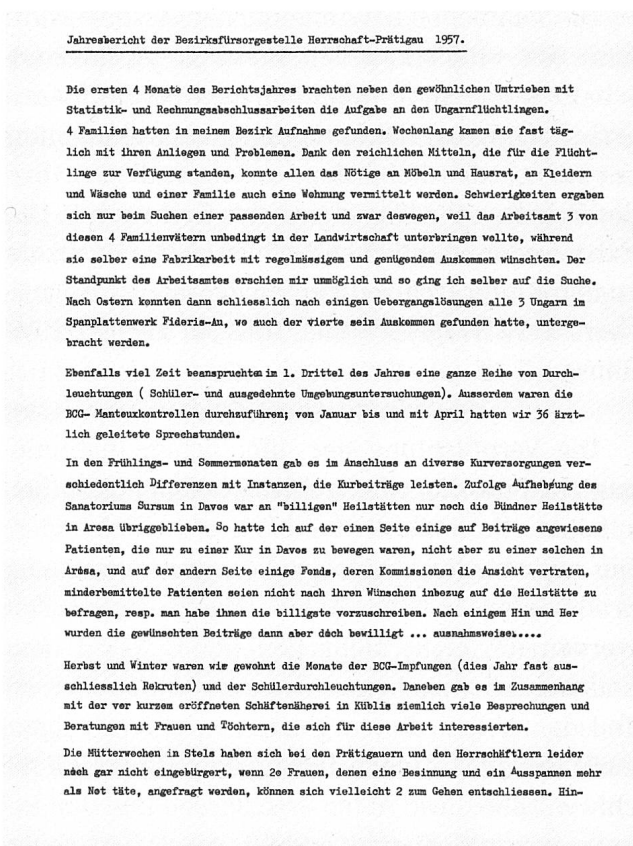 Jahresbericht der Bezirksfürsorgestelle Herrschaft-Prätigau 1957.
Die ersten 4 Monate des Berichtsjahres brachten neben den gewöhnlichen Umtrieben mit
Statistik- und Rechnungsabschlussarbeiten die Aufgabe an den Ungarnflüchtlingen.
4 Familien hatten in meinem Bezirk Aufnahme gefunden. Wochenlang kamen sie fast täg-
lich mit ihren Anliegen und Problemen. Dank den reichlichen Mitteln, die für die Flücht-
linge zur Verfügung standen, konnte allen das Nötige an Möbeln und Hausrat, an Kleidern
und Wäsche und einer Familie auch eine Wohnung vermittelt werden. Schwierigkeiten ergaben
sich nur beim Suchen einer passenden Arbeit und zwar deswegen, weil das Arbeitsamt 3 von
diesen 4 Familienvätern unbedingt in der Landwirtschaft unterbringen wollte, während
sie selber eine Fabrikarbeit mit regelmässigem und genügendem Auskommen wünschten. Der
Standpunkt des Arbeitsamtes erschien mir unmöglich und so ging ich selber auf die Suche.
Nach Ostern konnten dann schliesslich nach einigen Uebergangslösungen alle 3 Ungarn im
Spanplattenwerk Fideris-Au, wo auch der vierte sein Auskommen gefunden hatte, unterge-
bracht werden.
Ebenfalls viel Zeit beanspruchten im 1. Drittel des Jahres eine ganze Reihe von Durch-
leuchtungen ( Schüler- und ausgedehnte Umgebungsuntersuchungen). Ausserdem waren die
BCG- Mantouxkontrollen durchzuführen; von Januar bis und mit April hatten wir 36 ärzt-
lich geleitete Sprechstunden.
In den Frühlings- und Sommermonaten gab es im Anschluss an diverse Kurversorgungen ver-
schiedentlich Differenzen mit Instanzen, die Kurbeiträge leisten. Zufolge Aufhebung des
Sanatoriums Sursum in Davos war an "billigen" Heilstätten nur noch die Bündner Heilstätte
in Arosa übriggeblieben. So hatte ich auf der einen Seite einige auf Beiträge angewiesene
Patienten, die nur zu einer Kur in Davos zu bewegen waren, nicht aber zu einer solchen in
Arosa, und auf der andern Seite einige Fonds, deren Kommissionen die Ansicht vertraten,
minderbemittelte Patienten seien nicht nach ihren Wünschen inbezug auf die Heilstätte zu
befragen, resp. man habe ihnen die billigste vorzuschreiben. Nach einigem Hin und Her
wurden die gewünschten Beiträge dann aber doch bewilligt ... ausnahmsweise.....
Herbst und Winter waren wie gewohnt die Monate der BCG-Impfungen (dies Jahr fast aus-
schliesslich Rekruten) und der Schülerdurchleuchtungen. Daneben gab es im Zusammenhang
mit der vor kurzem eröffneten Schäftenäherei in Küblis ziemlich viele Besprechungen und
Beratungen mit Frauen und Töchtern, die sich für diese Arbeit interessierten.
Die Mütterwochen in Stels haben sich bei den Prätigauern und den Herrschäftlern leider
noch gar nicht eingebürgert, wenn 2o Frauen, denen eine Besinnung und ein Ausspannen mehr
als Not täte, angefragt werden, können sich vielleicht 2 zum Gehen entschliessen. Hin-